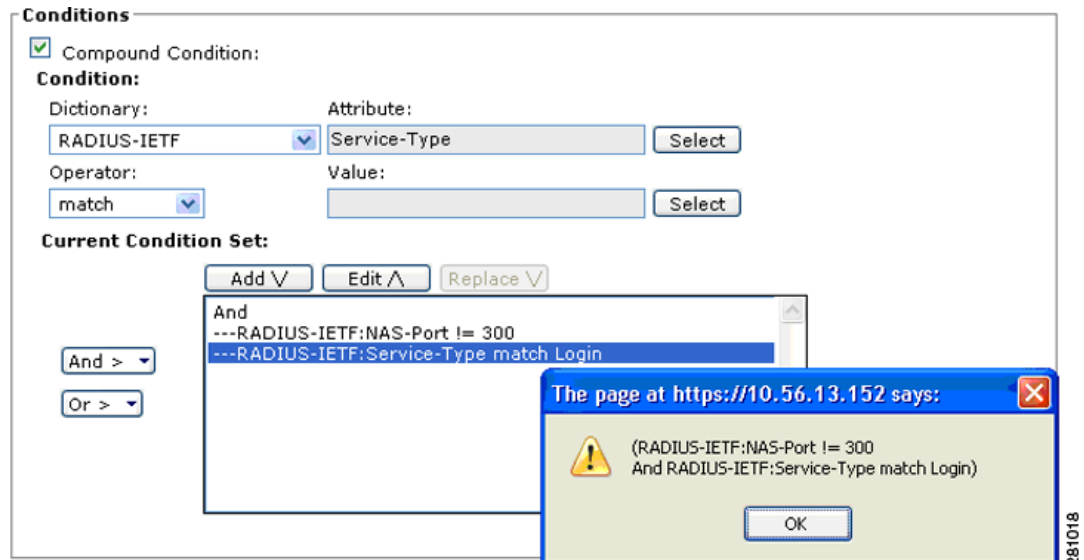 Conditions
Compound Condition:
Condition:
Dictionary: Attribute:
RADIUS-IETF Service-Type Select
Operator: Value:
match Select
Current Condition Set:
Add V Edit Λ Replace V
And
---RADIUS-IETF:NAS-Port != 300
---RADIUS-IETF:Service-Type match Login
And >
Or >
The page at https://10.56.13.152 says:
(RADIUS-IETF:NAS-Port != 300
And RADIUS-IETF:Service-Type match Login)
OK
281018